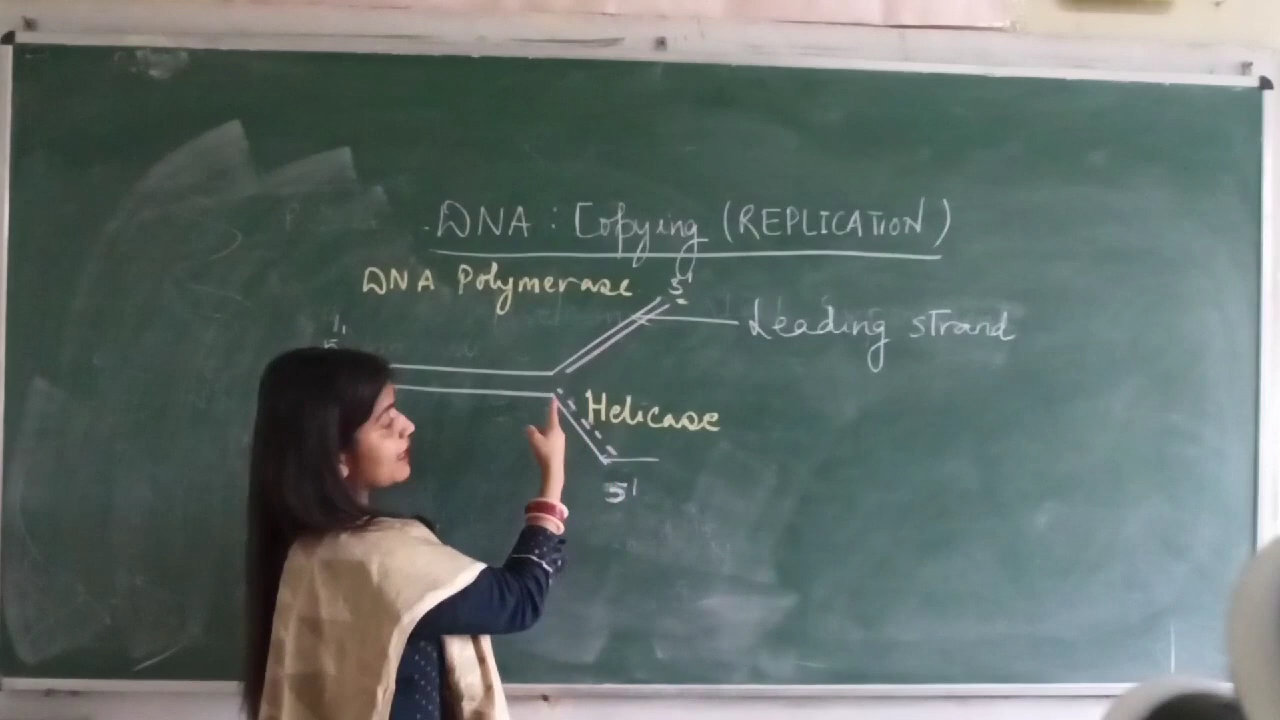 DNA : Copying (REPLICATION)
DNA Polymerase
5'
Leading strand
Helicase
5'